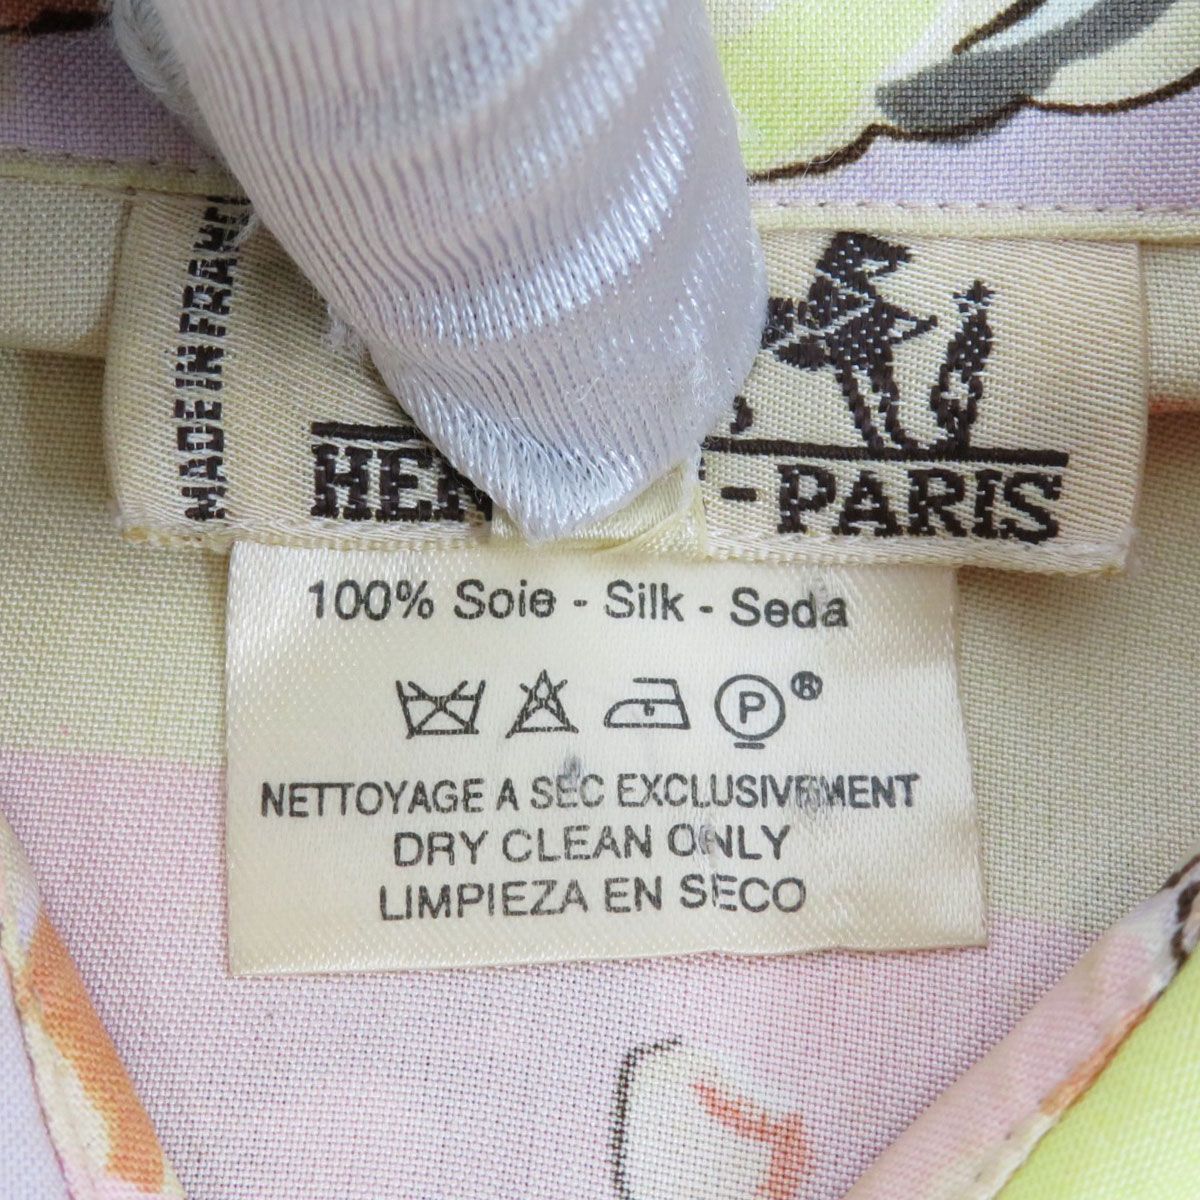 MADE IN FRANCE
HERMÈS-PARIS
100% Soie - Silk - Seda
P ®
NETTOYAGE A SEC EXCLUSIVEMENT
DRY CLEAN ONLY
LIMPIEZA EN SECO